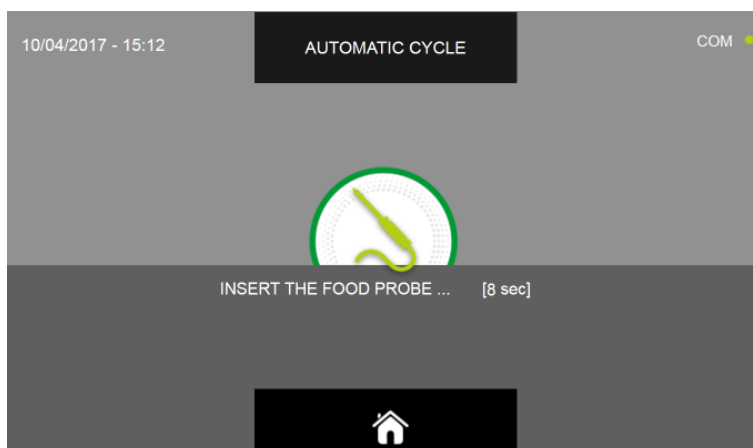 10/04/2017 - 15:12
AUTOMATIC CYCLE
COM
INSERT THE FOOD PROBE ... [8 sec]